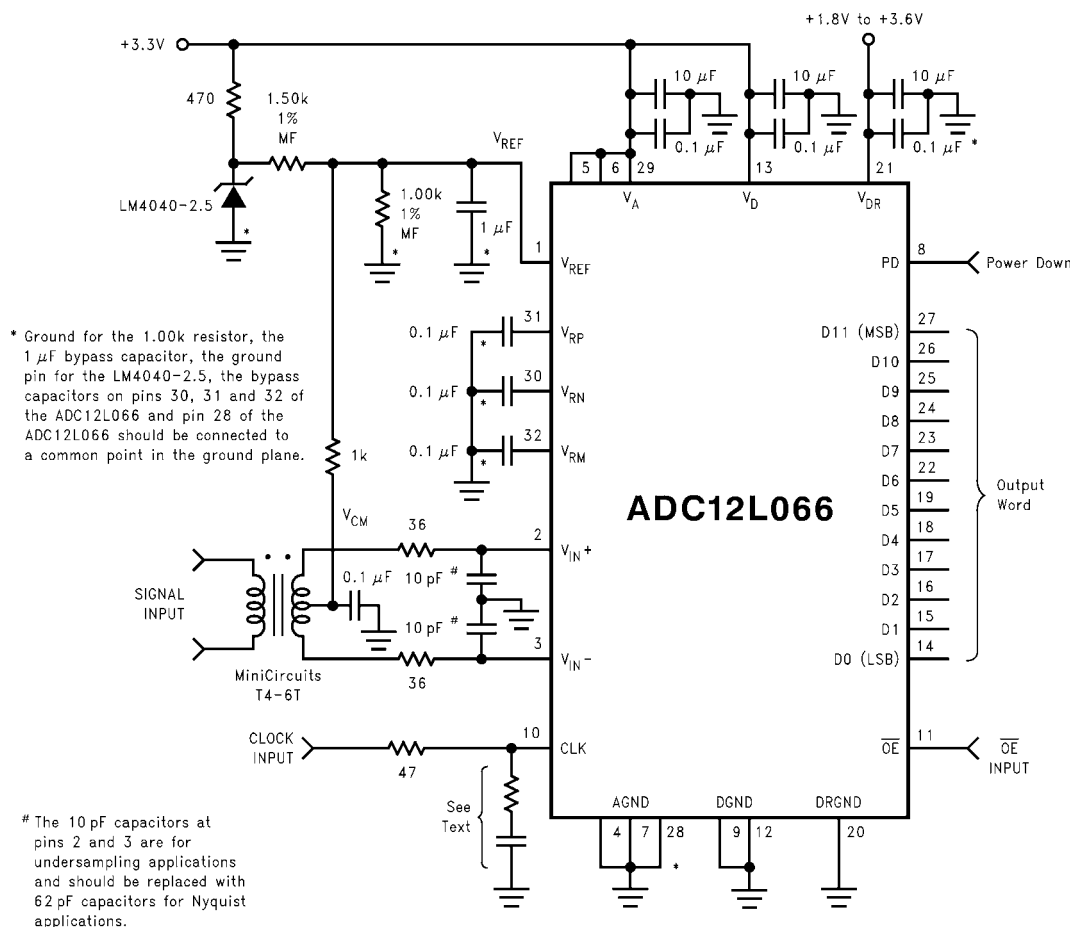 +1.8V to +3.6V
+3.3V
470
1.50k
1%
MF
V_REF
10 μF
0.1 μF
10 μF
0.1 μF
10 μF
0.1 μF *
LM4040-2.5
*
1.00k
1%
MF
*
1 μF
*
5
6
29
13
21
V_A
V_D
V_DR
1
V_REF
PD
8
Power Down
* Ground for the 1.00k resistor, the
1 μF bypass capacitor, the ground
pin for the LM4040-2.5, the bypass
capacitors on pins 30, 31 and 32 of
the ADC12L066 and pin 28 of the
ADC12L066 should be connected to
a common point in the ground plane.
0.1 μF
*
31
V_RP
0.1 μF
*
30
V_RN
0.1 μF
*
32
V_RM
D11 (MSB)
27
D10
26
D9
25
D8
24
D7
23
D6
22
D5
19
D4
18
D3
17
D2
16
D1
15
D0 (LSB)
14
Output
Word
ADC12L066
1k
V_CM
SIGNAL
INPUT
MiniCircuits
T4-6T
0.1 μF
36
10 pF #
10 pF #
36
2
V_IN+
3
V_IN-
CLOCK
INPUT
47
10
CLK
See
Text
O̅E̅
11
O̅E̅
INPUT
AGND
4
7
28
*
DGND
9
12
DRGND
20
# The 10 pF capacitors at
pins 2 and 3 are for
undersampling applications
and should be replaced with
62 pF capacitors for Nyquist
applications.